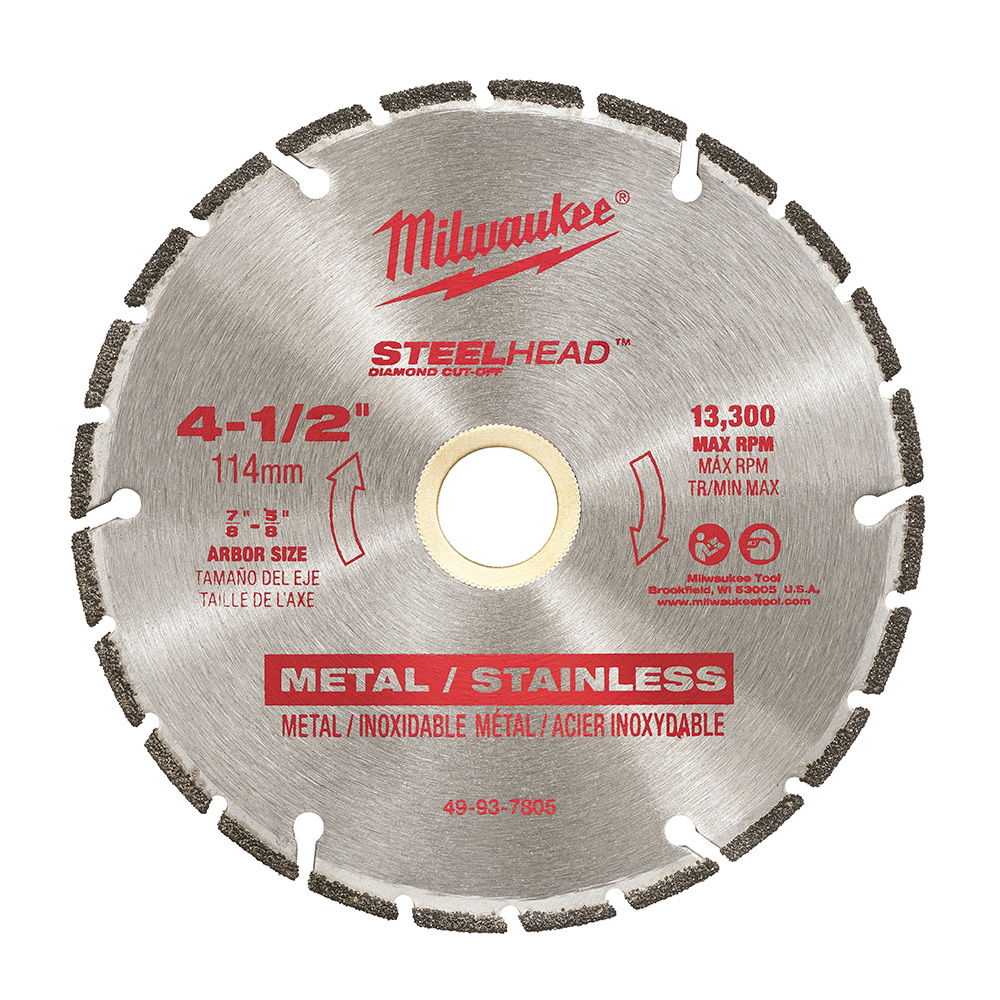 Milwaukee®
STEELHEAD™
DIAMOND CUT-OFF
4-1/2"
114mm
7/8" - 5/8"
ARBOR SIZE
TAMAÑO DEL EJE
TAILLE DE L'AXE
13,300
MAX RPM
MÁX RPM
TR/MIN MAX
Milwaukee Tool
Brookfield, WI 53005 U.S.A.
www.milwaukeetool.com
METAL / STAINLESS
METAL / INOXIDABLE MÉTAL / ACIER INOXYDABLE
49-93-7805